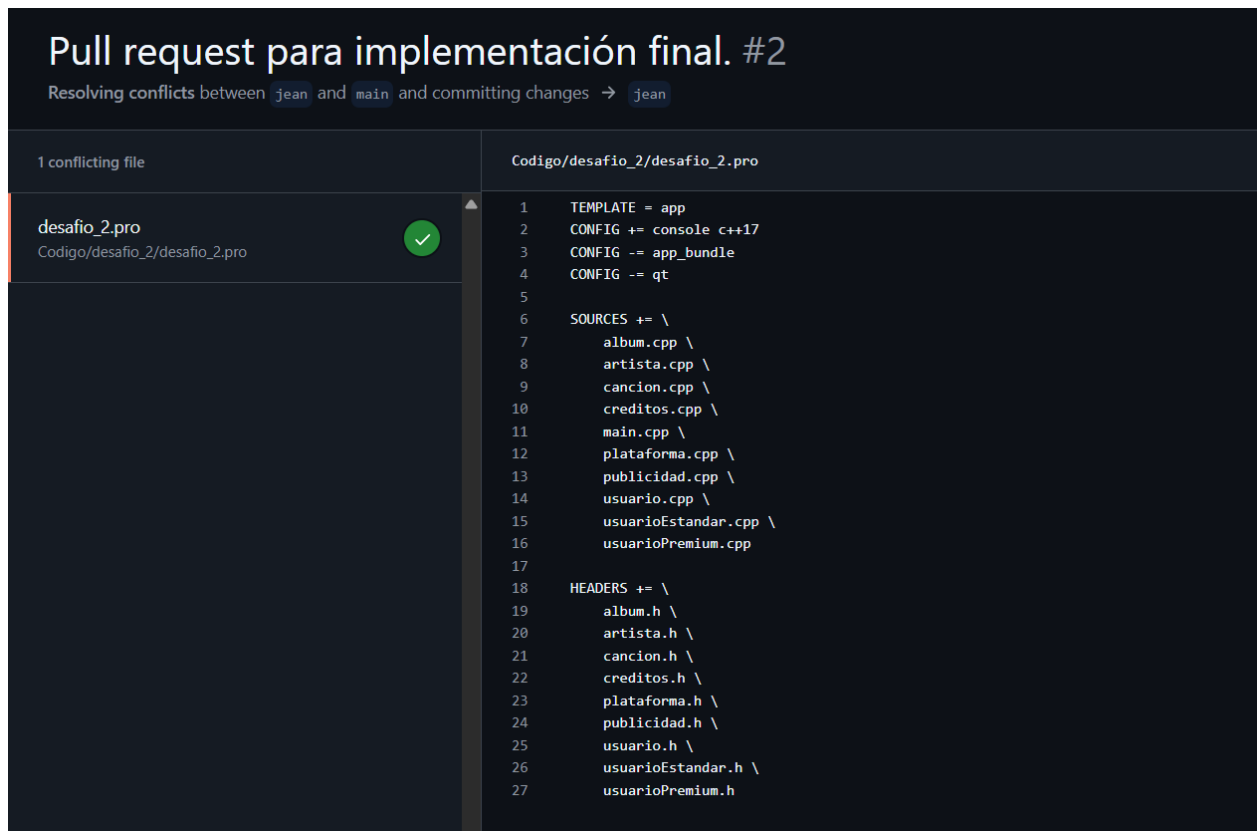 Pull request para implementación final. #2
Resolving conflicts between jean and main and committing changes → jean
1 conflicting file
desafio_2.pro
Codigo/desafio_2/desafio_2.pro
Codigo/desafio_2/desafio_2.pro
1 TEMPLATE = app
2 CONFIG += console c++17
3 CONFIG -= app_bundle
4 CONFIG -= qt
5
6 SOURCES += \
7     album.cpp \
8     artista.cpp \
9     cancion.cpp \
10     creditos.cpp \
11     main.cpp \
12     plataforma.cpp \
13     publicidad.cpp \
14     usuario.cpp \
15     usuarioEstandar.cpp \
16     usuarioPremium.cpp
17
18 HEADERS += \
19     album.h \
20     artista.h \
21     cancion.h \
22     creditos.h \
23     plataforma.h \
24     publicidad.h \
25     usuario.h \
26     usuarioEstandar.h \
27     usuarioPremium.h